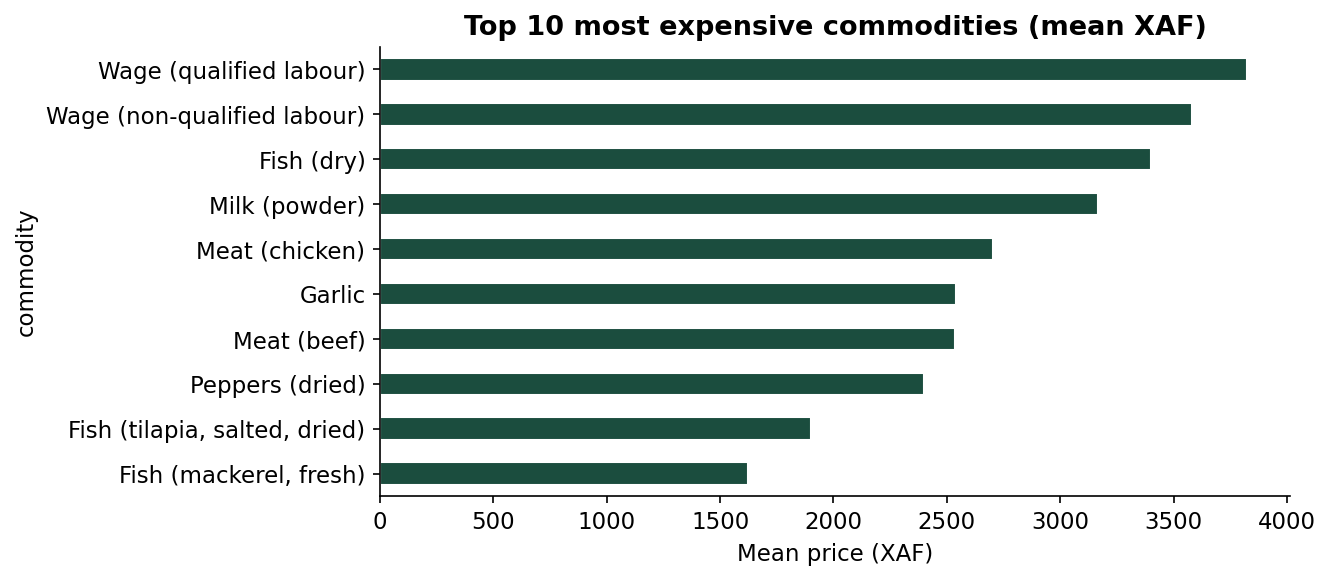 Top 10 most expensive commodities (mean XAF)
commodity
Wage (qualified labour)
Wage (non-qualified labour)
Fish (dry)
Milk (powder)
Meat (chicken)
Garlic
Meat (beef)
Peppers (dried)
Fish (tilapia, salted, dried)
Fish (mackerel, fresh)
0 500 1000 1500 2000 2500 3000 3500 4000
Mean price (XAF)